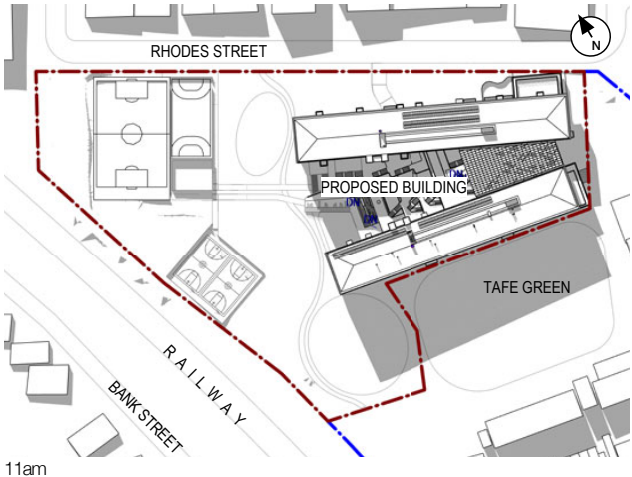 RHODES STREET
N
DN
PROPOSED BUILDING
DN
DN
TAFE GREEN
RAILWAY
BANK STREET
11am